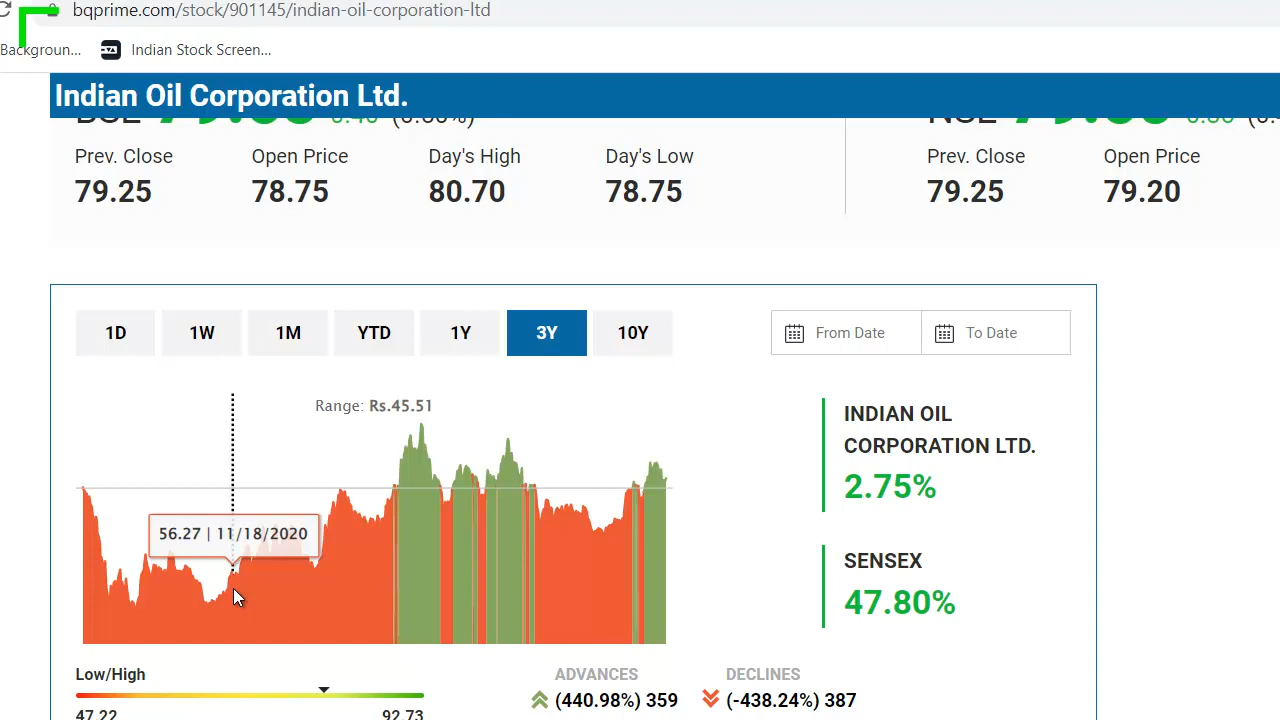 bqprime.com/stock/901145/indian-oil-corporation-ltd
Backgroun... Indian Stock Screen...
Indian Oil Corporation Ltd.
Prev. Close Open Price Day's High Day's Low Prev. Close Open Price
79.25 78.75 80.70 78.75 79.25 79.20
1D 1W 1M YTD 1Y 3Y 10Y From Date To Date
Range: Rs.45.51
56.27 | 11/18/2020
INDIAN OIL
CORPORATION LTD.
2.75%
SENSEX
47.80%
Low/High ADVANCES DECLINES
(440.98%) 359 (-438.24%) 387
47.22 92.73